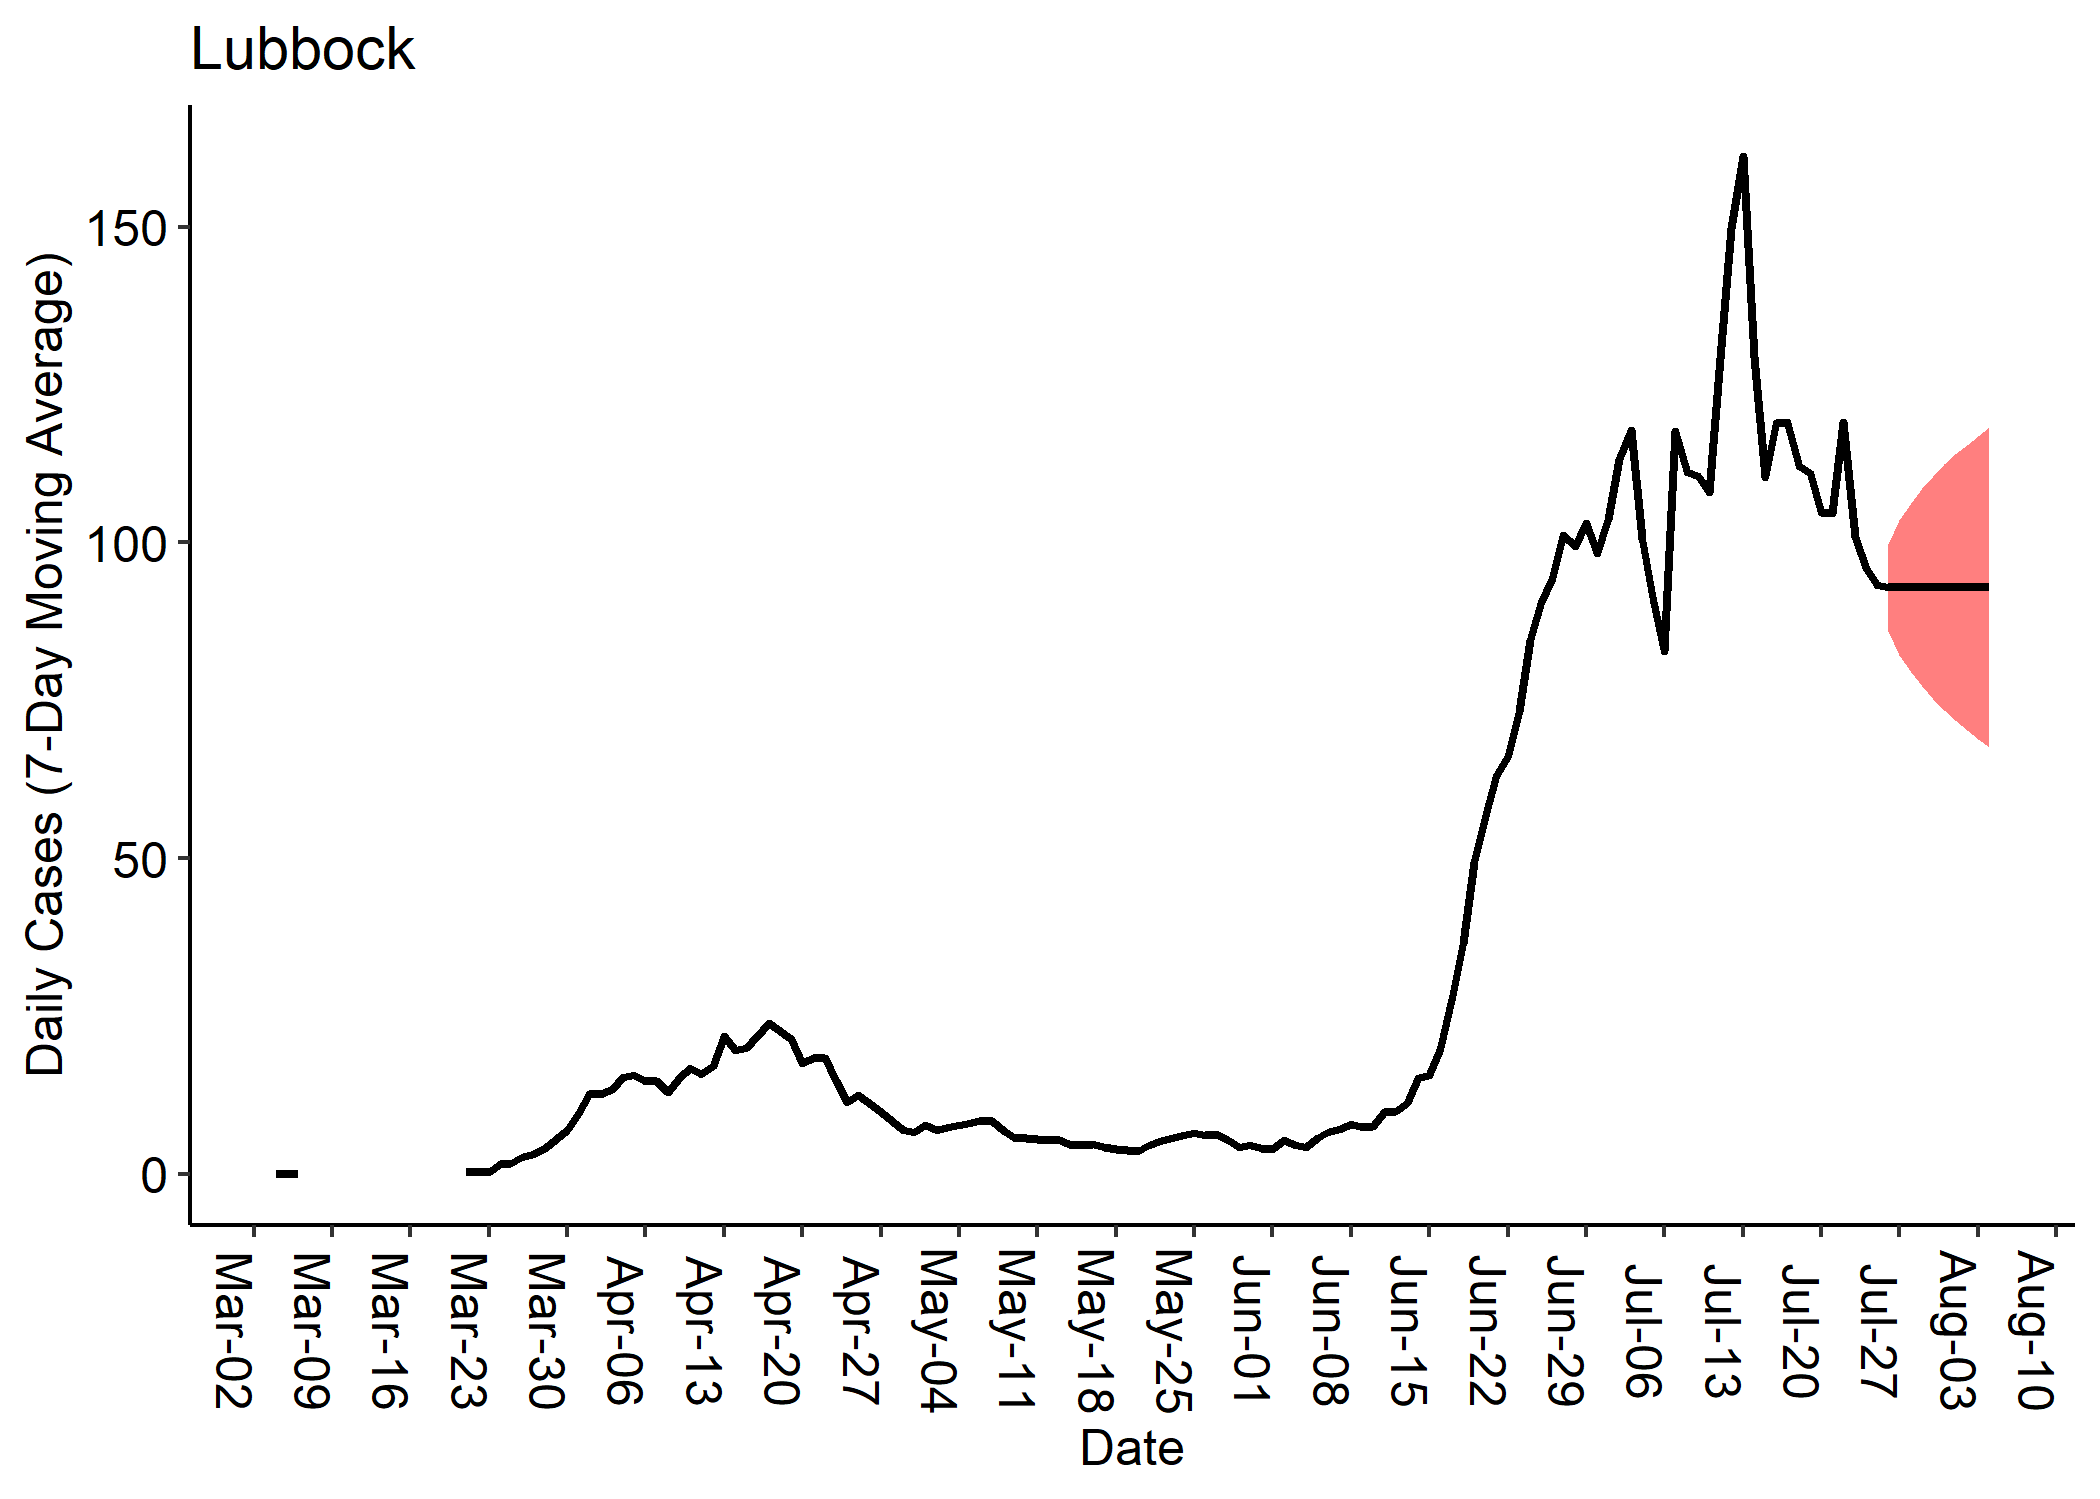 Lubbock
Daily Cases (7-Day Moving Average)
150
100
50
0
Mar-02
Mar-09
Mar-16
Mar-23
Mar-30
Apr-06
Apr-13
Apr-20
Apr-27
May-04
May-11
May-18
May-25
Jun-01
Jun-08
Jun-15
Jun-22
Jun-29
Jul-06
Jul-13
Jul-20
Jul-27
Aug-03
Aug-10
Date